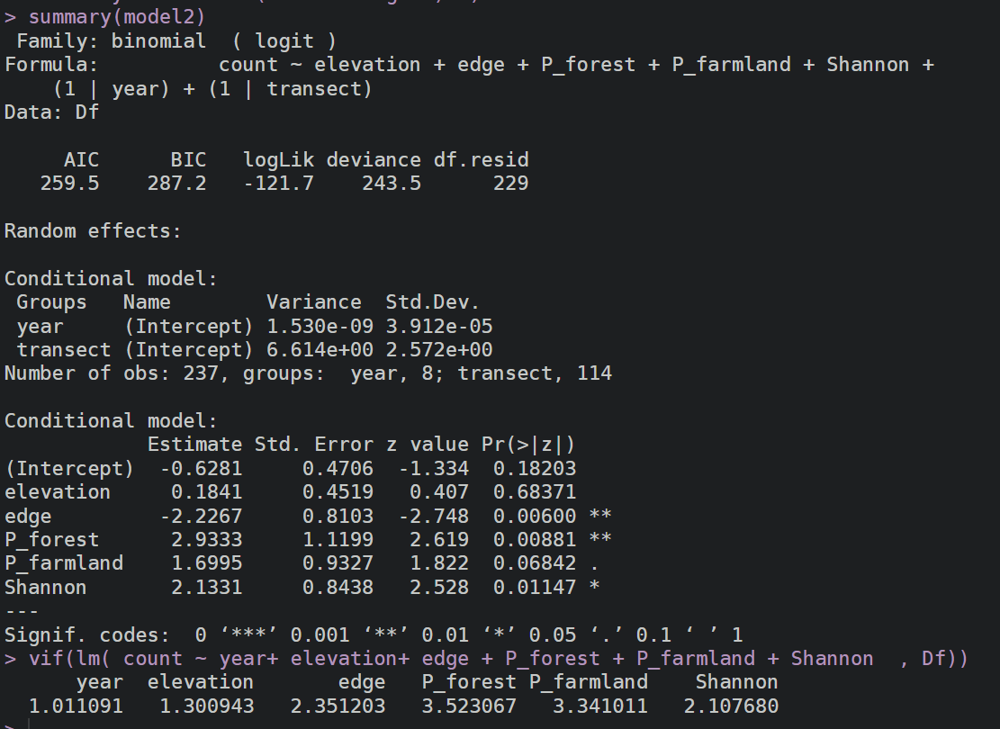 > summary(model2)
 Family: binomial  ( logit )
Formula:          count ~ elevation + edge + P_forest + P_farmland + Shannon +
    (1 | year) + (1 | transect)
Data: Df

     AIC      BIC   logLik deviance df.resid
   259.5    287.2   -121.7    243.5      229

Random effects:

Conditional model:
 Groups   Name        Variance  Std.Dev.
 year     (Intercept) 1.530e-09 3.912e-05
 transect (Intercept) 6.614e+00 2.572e+00
Number of obs: 237, groups:  year, 8; transect, 114

Conditional model:
            Estimate Std. Error z value Pr(>|z|)
(Intercept)  -0.6281     0.4706  -1.334  0.18203
elevation     0.1841     0.4519   0.407  0.68371
edge         -2.2267     0.8103  -2.748  0.00600 **
P_forest      2.9333     1.1199   2.619  0.00881 **
P_farmland    1.6995     0.9327   1.822  0.06842 .
Shannon       2.1331     0.8438   2.528  0.01147 *
---
Signif. codes:  0 ‘***’ 0.001 ‘**’ 0.01 ‘*’ 0.05 ‘.’ 0.1 ‘ ’ 1
> vif(lm( count ~ year+ elevation+ edge + P_forest + P_farmland + Shannon  , Df))
      year  elevation       edge   P_forest P_farmland    Shannon
  1.011091   1.300943   2.351203   3.523067   3.341011   2.107680
>